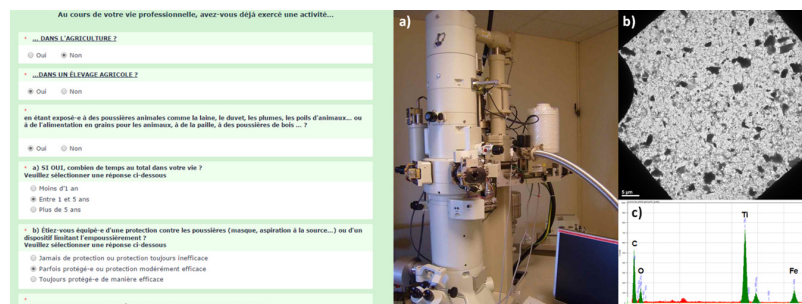 Au cours de votre vie professionnelle, avez-vous déjà exercé une activité...
* ... DANS L'AGRICULTURE ?
Oui Non
* ...DANS UN ÉLEVAGE AGRICOLE ?
Oui Non
*
en étant exposé-e à des poussières animales comme la laine, le duvet, les plumes, les poils d'animaux... ou
à de l'alimentation en grains pour les animaux, à de la paille, à des poussières de bois ... ?
Oui Non
* a) SI OUI, combien de temps au total dans votre vie ?
Veuillez sélectionner une réponse ci-dessous
Moins d'1 an
Entre 1 et 5 ans
Plus de 5 ans
* b) Étiez-vous équipé-e d'une protection contre les poussières (masque, aspiration à la source...) ou d'un
dispositif limitant l'empoussièrement ?
Veuillez sélectionner une réponse ci-dessous
Jamais de protection ou protection toujours inefficace
Parfois protégé-e ou protection modérément efficace
Toujours protégé-e de manière efficace
*
a)
b)
5 µm
c)
Ti
C
O
Fe